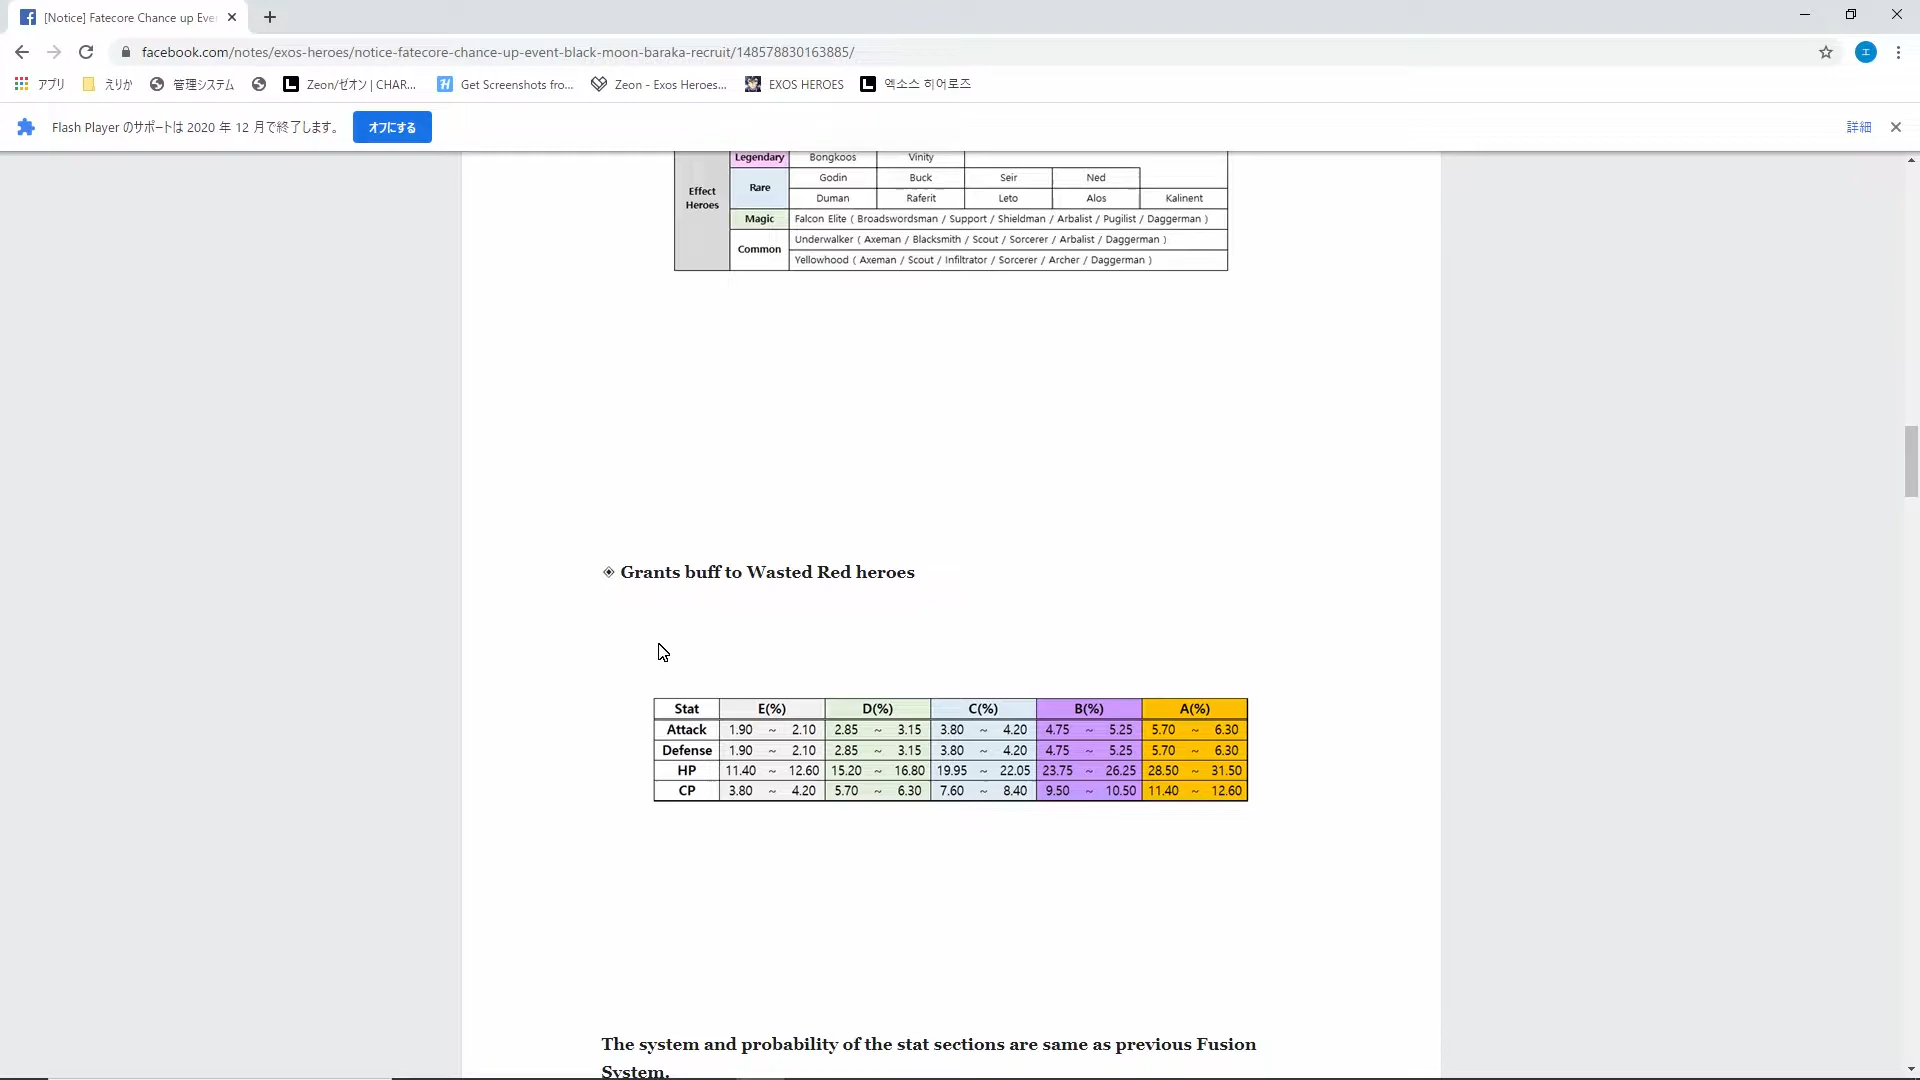 [Notice] Fatecore Chance up Eve
facebook.com/notes/exos-heroes/notice-fatecore-chance-up-event-black-moon-baraka-recruit/148578830163885/
エ
アプリ えりか 管理システム Zeon/ゼオン | CHAR... Get Screenshots fro... Zeon - Exos Heroes... EXOS HEROES 엑소스 히어로즈
Flash Player のサポートは 2020 年 12 月で終了します。 オフにする 詳細
Effect Heroes
Legendary Bongkoos Vinity
Rare Godin Buck Seir Ned
Duman Raferit Leto Alos Kalinent
Magic Falcon Elite ( Broadswordsman / Support / Shieldman / Arbalist / Pugilist / Daggerman )
Common Underwalker ( Axeman / Blacksmith / Scout / Sorcerer / Arbalist / Daggerman )
Yellowhood ( Axeman / Scout / Infiltrator / Sorcerer / Archer / Daggerman )
◈ Grants buff to Wasted Red heroes
Stat E(%) D(%) C(%) B(%) A(%)
Attack 1.90 ~ 2.10 2.85 ~ 3.15 3.80 ~ 4.20 4.75 ~ 5.25 5.70 ~ 6.30
Defense 1.90 ~ 2.10 2.85 ~ 3.15 3.80 ~ 4.20 4.75 ~ 5.25 5.70 ~ 6.30
HP 11.40 ~ 12.60 15.20 ~ 16.80 19.95 ~ 22.05 23.75 ~ 26.25 28.50 ~ 31.50
CP 3.80 ~ 4.20 5.70 ~ 6.30 7.60 ~ 8.40 9.50 ~ 10.50 11.40 ~ 12.60
The system and probability of the stat sections are same as previous Fusion
System.